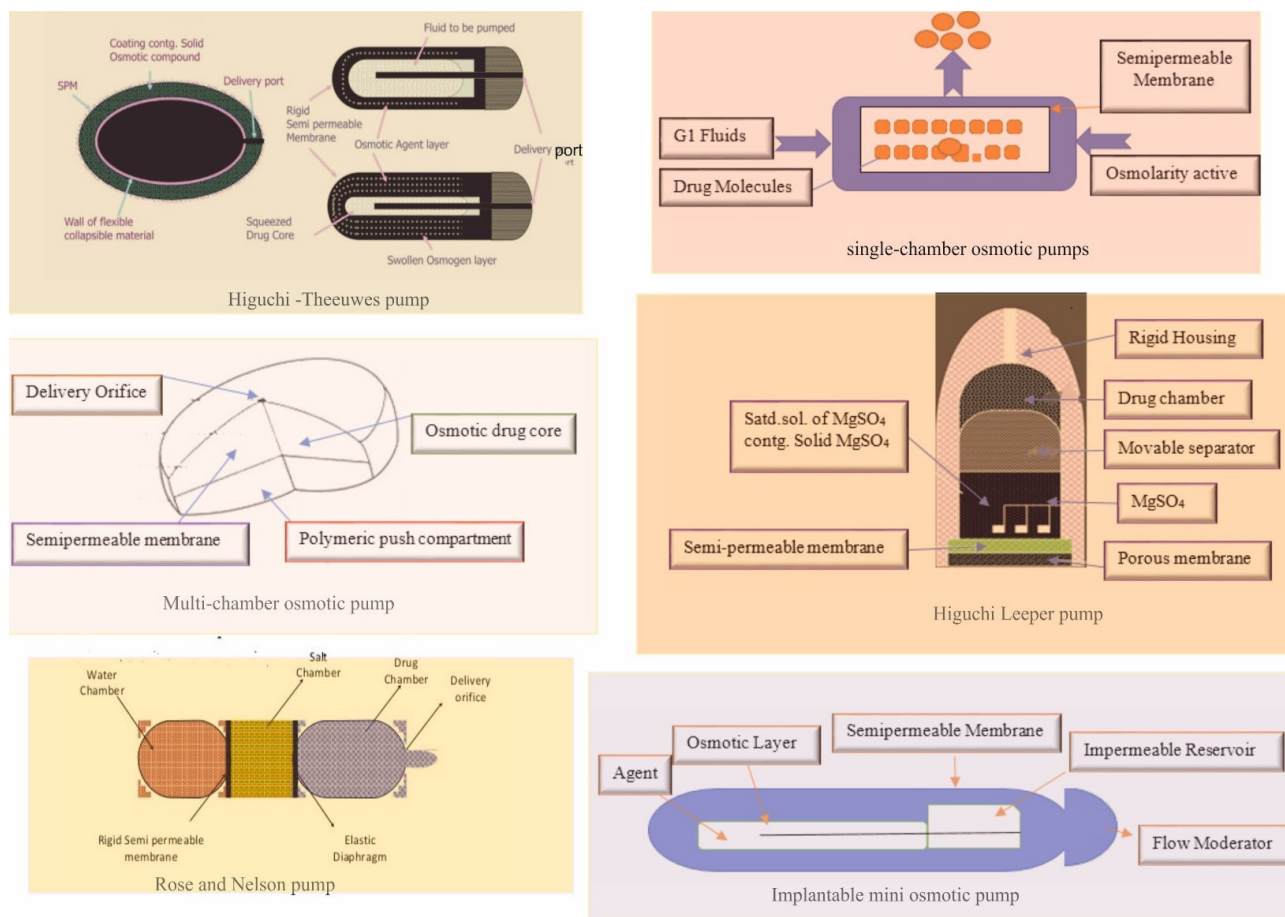 Coating contg. Solid
Osmotic compound
SPM
Delivery port
Wall of flexible
collapsible material
Fluid to be pumped
Rigid
Semi permeable
Membrane
Osmotic Agent layer
Delivery port
Squeezed
Drug Core
Swollen Osmogen layer
Higuchi -Theeuwes pump
Semipermeable
Membrane
G1 Fluids
Drug Molecules
Osmolarity active
single-chamber osmotic pumps
Delivery Orifice
Osmotic drug core
Semipermeable membrane
Polymeric push compartment
Multi-chamber osmotic pump
Rigid Housing
Drug chamber
Satd.sol. of MgSO₄
contg. Solid MgSO₄
Movable separator
MgSO₄
Semi-permeable membrane
Porous membrane
Higuchi Leeper pump
Water
Chamber
Salt
Chamber
Drug
Chamber
Delivery
orifice
Rigid Semi permeable
membrane
Elastic
Diaphragm
Rose and Nelson pump
Semipermeable Membrane
Osmotic Layer
Impermeable Reservoir
Agent
Flow Moderator
Implantable mini osmotic pump